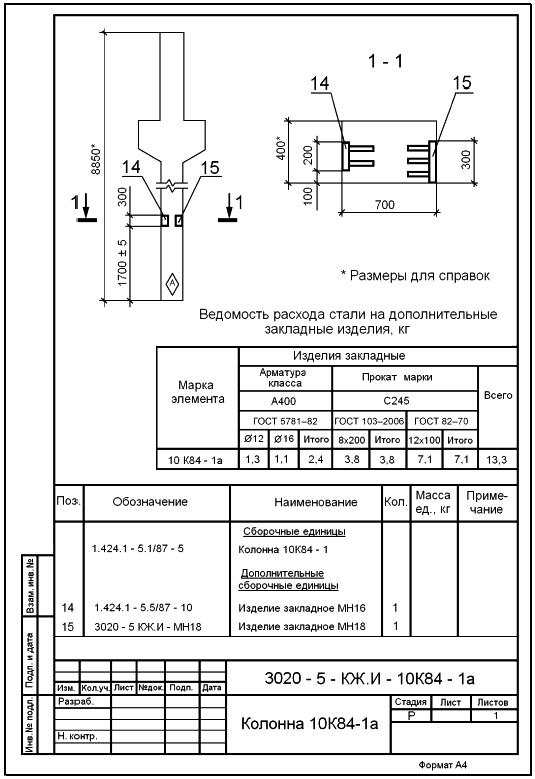 1 - 1
14
15
14
15
8850*
300
1
1
1700 ± 5
А
400*
200
100
300
700
* Размеры для справок
Ведомость расхода стали на дополнительные
закладные изделия, кг
Марка
элемента
Изделия закладные
Арматура
класса
Прокат марки
Всего
А400
С245
ГОСТ 5781–82
ГОСТ 103–2006
ГОСТ 82–70
Ø12
Ø16
Итого
8х200
Итого
12х100
Итого
10 К84 - 1а
1,3
1,1
2,4
3,8
3,8
7,1
7,1
13,3
Поз.
Обозначение
Наименование
Кол.
Масса
ед., кг
Приме-
чание
Сборочные единицы
1.424.1 - 5.1/87 - 5
Колонна 10К84 - 1
Дополнительные
сборочные единицы
14
1.424.1 - 5.5/87 - 10
Изделие закладное МН16
1
15
3020 - 5 КЖ.И - МН18
Изделие закладное МН18
1
Взам. инв.№
Подп. и дата
Инв.№ подл.
3020 - 5 - КЖ.И - 10К84 - 1а
Изм.
Кол.уч.
Лист
№док.
Подп.
Дата
Разраб.
Н. контр.
Колонна 10К84-1а
Стадия
Лист
Листов
Р
1
Формат А4